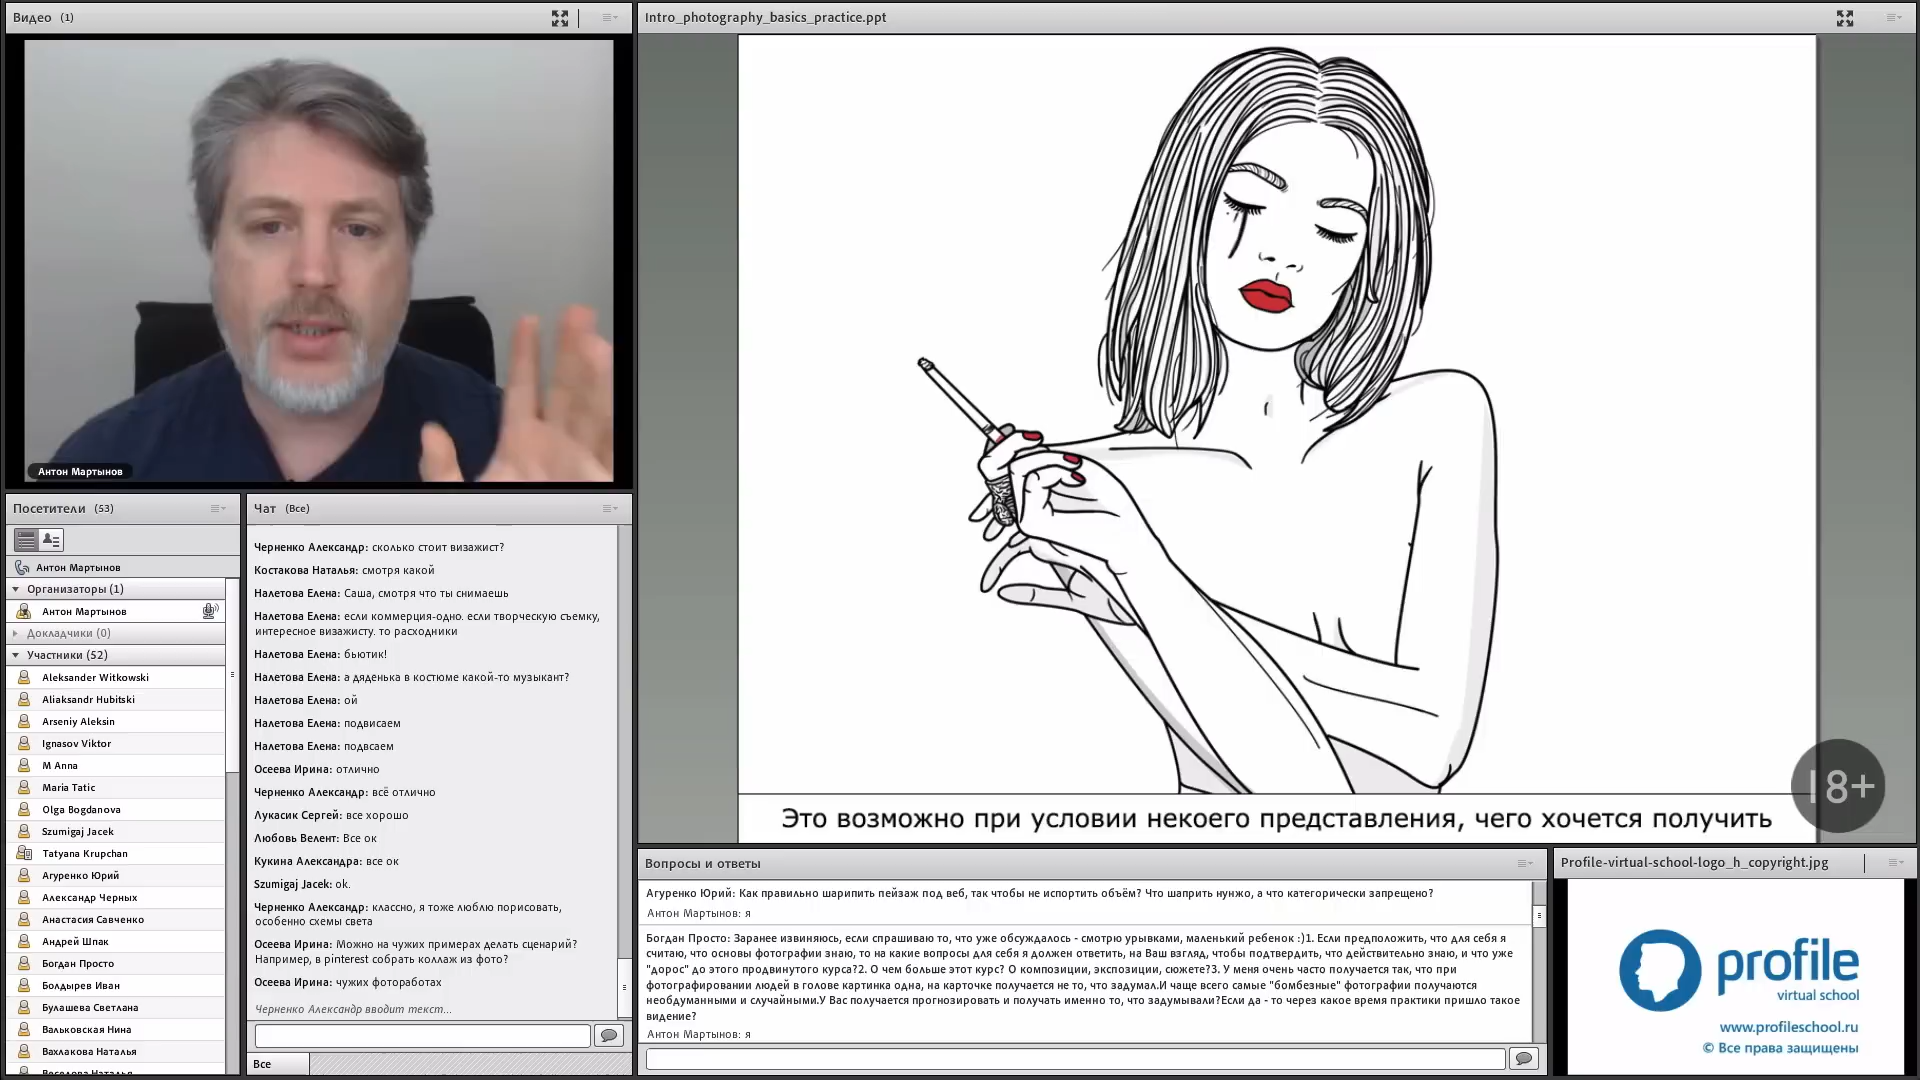 Видео (1)
Intro_photography_basics_practice.ppt
Антон Мартынов
18+
Это возможно при условии некоего представления, чего хочется получить
Посетители (53)
Антон Мартынов
Организаторы (1)
Антон Мартынов
Докладчики (0)
Участники (52)
Aleksander Witkowski
Aliaksandr Hubitski
Arseniy Aleksin
Ignasov Viktor
M Anna
Maria Tatic
Olga Bogdanova
Szumigaj Jacek
Tatyana Krupchan
Агуренко Юрий
Александр Черных
Анастасия Савченко
Андрей Шпак
Богдан Просто
Болдырев Иван
Булашева Светлана
Вальковская Нина
Вахлакова Наталья
Веселова Наталья
Чат (Все)
Черненко Александр: сколько стоит визажист?
Костакова Наталья: смотря какой
Налетова Елена: Саша, смотря что ты снимаешь
Налетова Елена: если коммерция-одно. если творческую съемку,
интересное визажисту. то расходники
Налетова Елена: бьютик!
Налетова Елена: а дяденька в костюме какой-то музыкант?
Налетова Елена: ой
Налетова Елена: подвисаем
Налетова Елена: подвсаем
Осеева Ирина: отлично
Черненко Александр: всё отлично
Лукасик Сергей: все хорошо
Любовь Велент: Все ок
Кукина Александра: все ок
Szumigaj Jacek: ok.
Черненко Александр: классно, я тоже люблю порисовать,
особенно схемы света
Осеева Ирина: Можно на чужих примерах делать сценарий?
Например, в pinterest собрать коллаж из фото?
Осеева Ирина: чужих фотоработах
Черненко Александр вводит текст...
Все
Вопросы и ответы
Агуренко Юрий: Как правильно шарипить пейзаж под веб, так чтобы не испортить объём? Что шаприть нунжо, а что категорически запрещено?
Антон Мартынов: я
Богдан Просто: Заранее извиняюсь, если спрашиваю то, что уже обсуждалось - смотрю урывками, маленький ребенок :)1. Если предположить, что для себя я
считаю, что основы фотографии знаю, то на какие вопросы для себя я должен ответить, на Ваш взгляд, чтобы подтвердить, что действительно знаю, и что уже
"дорос" до этого продвинутого курса?2. О чем больше этот курс? О композиции, экспозиции, сюжете?3. У меня очень часто получается так, что при
фотографировании людей в голове картинка одна, на карточке получается не то, что задумал.И чаще всего самые "бомбезные" фотографии получаются
необдуманными и случайными.У Вас получается прогнозировать и получать именно то, что задумывали?Если да - то через какое время практики пришло такое
видение?
Антон Мартынов: я
Profile-virtual-school-logo_h_copyright.jpg
profile
virtual school
www.profileschool.ru
© Все права защищены